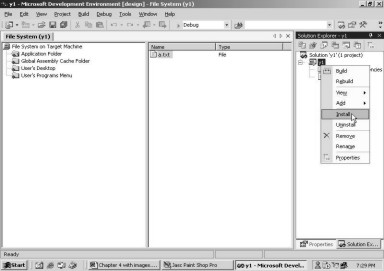 y1 - Microsoft Development Environment [design] - File System (y1)
File Edit View Project Build Debug Tools Window Help
Debug
File System (y1)
Solution Explorer - y1
File System on Target Machine
Application Folder
Global Assembly Cache Folder
User's Desktop
User's Programs Menu
Name Type
a.txt File
Solution 'y1' (1 project)
y1
Build
Rebuild
View
Add
Install
Uninstall
Remove
Rename
Properties
Properties Solution Ex...
Ready
Start Chapter 4 with images.... Jasc Paint Shop Pro y1 - Microsoft Devel... 7:29 PM